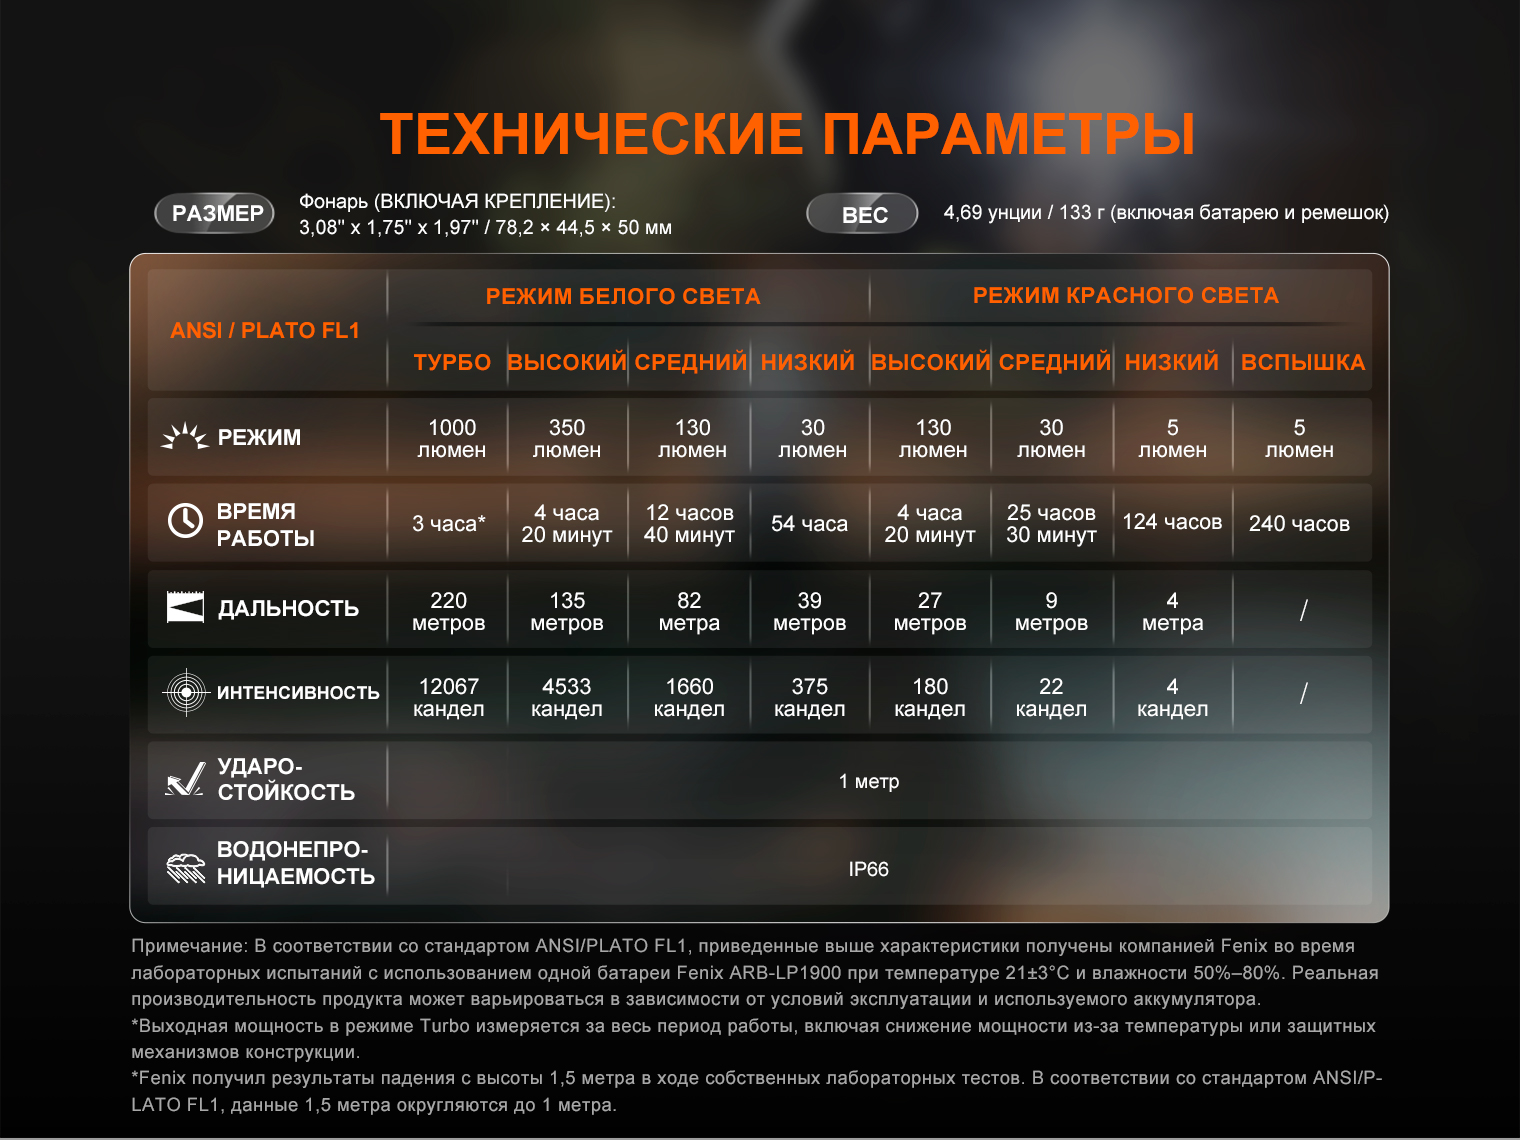 ТЕХНИЧЕСКИЕ ПАРАМЕТРЫ
РАЗМЕР
Фонарь (ВКЛЮЧАЯ КРЕПЛЕНИЕ):
3,08" x 1,75" x 1,97" / 78,2 × 44,5 × 50 мм
ВЕС
4,69 унции / 133 г (включая батарею и ремешок)
ANSI / PLATO FL1
РЕЖИМ БЕЛОГО СВЕТА
РЕЖИМ КРАСНОГО СВЕТА
ТУРБО ВЫСОКИЙ СРЕДНИЙ НИЗКИЙ ВЫСОКИЙ СРЕДНИЙ НИЗКИЙ ВСПЫШКА
РЕЖИМ
1000 350 130 30 130 30 5 5
люмен люмен люмен люмен люмен люмен люмен люмен
ВРЕМЯ
РАБОТЫ
3 часа*
4 часа
20 минут
12 часов
40 минут
54 часа
4 часа
20 минут
25 часов
30 минут
124 часов
240 часов
ДАЛЬНОСТЬ
220 135 82 39 27 9 4 /
метров метров метра метров метров метров метра
ИНТЕНСИВНОСТЬ
12067 4533 1660 375 180 22 4 /
кандел кандел кандел кандел кандел кандел кандел
УДАРО-
СТОЙКОСТЬ
1 метр
ВОДОНЕПРО-
НИЦАЕМОСТЬ
IP66
Примечание: В соответствии со стандартом ANSI/PLATO FL1, приведенные выше характеристики получены компанией Fenix во время
лабораторных испытаний с использованием одной батареи Fenix ARB-LP1900 при температуре 21±3°C и влажности 50%–80%. Реальная
производительность продукта может варьироваться в зависимости от условий эксплуатации и используемого аккумулятора.
*Выходная мощность в режиме Turbo измеряется за весь период работы, включая снижение мощности из-за температуры или защитных
механизмов конструкции.
*Fenix получил результаты падения с высоты 1,5 метра в ходе собственных лабораторных тестов. В соответствии со стандартом ANSI/P-
LATO FL1, данные 1,5 метра округляются до 1 метра.